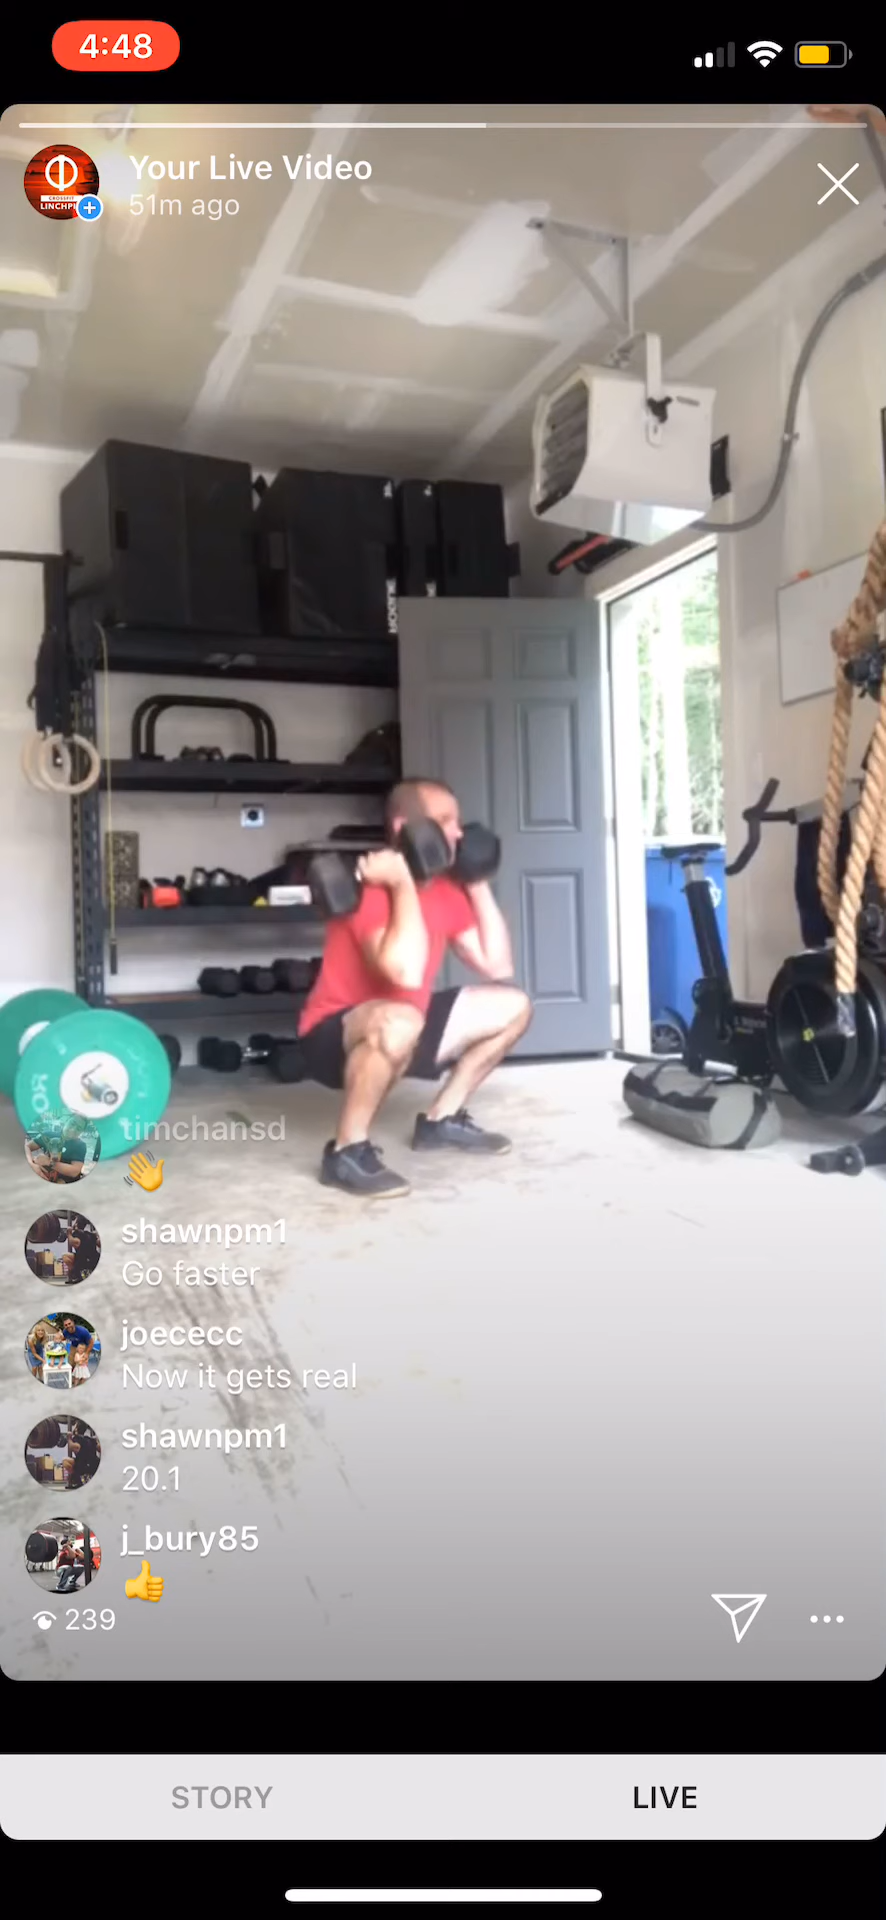 4:48
Your Live Video
51m ago
CROSSFIT
timchansd
👋
shawnpm1
Go faster
joececc
Now it gets real
shawnpm1
20.1
j_bury85
👍
239
STORY
LIVE